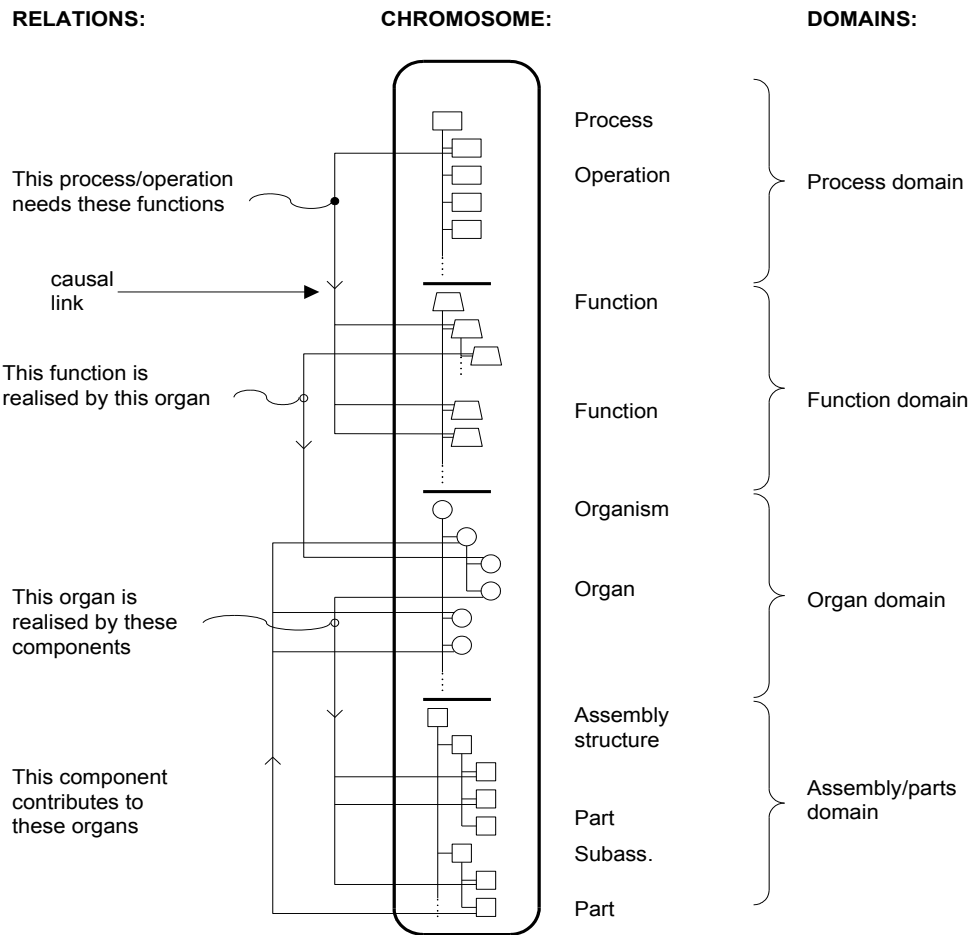 RELATIONS:
CHROMOSOME:
DOMAINS:
Process
This process/operation
needs these functions
Operation
Process domain
causal
link
Function
This function is
realised by this organ
Function
Function domain
Organism
This organ is
realised by these
components
Organ
Organ domain
Assembly
structure
This component
contributes to
these organs
Assembly/parts
domain
Part
Subass.
Part